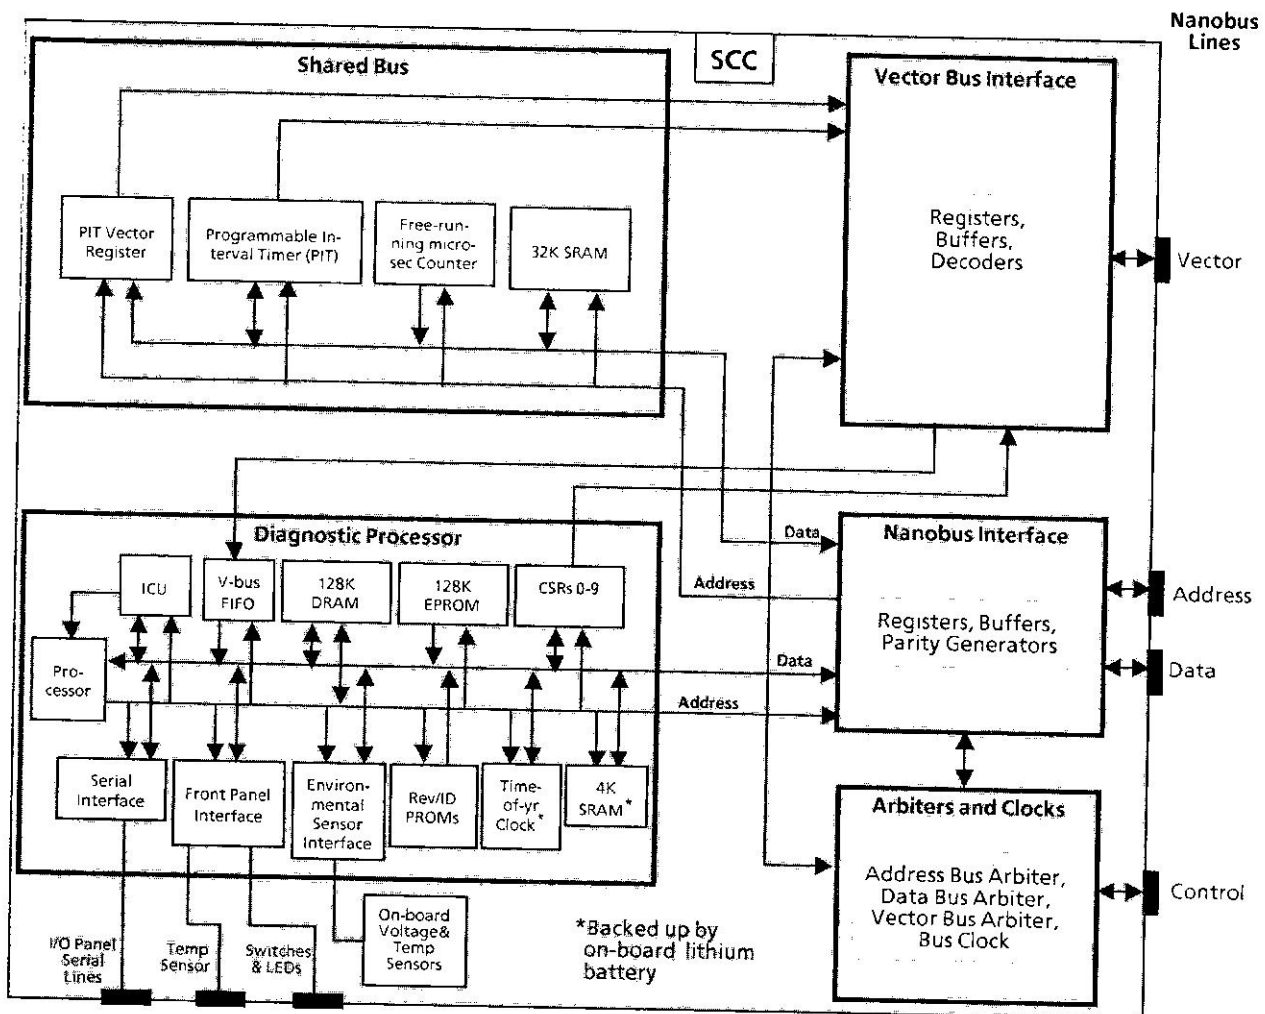 Nanobus
Lines
SCC
Shared Bus
PIT Vector
Register
Programmable In-
terval Timer (PIT)
Free-run-
ning micro-
sec Counter
32K SRAM
Vector Bus Interface
Registers,
Buffers,
Decoders
Vector
Diagnostic Processor
ICU
V-bus
FIFO
128K
DRAM
128K
EPROM
CSRs 0-9
Pro-
cessor
Serial
Interface
Front Panel
Interface
Environ-
mental
Sensor
Interface
Rev/ID
PROMs
Time-
of-yr
Clock*
4K
SRAM*
Data
Address
Data
Address
Nanobus Interface
Registers, Buffers,
Parity Generators
Address
Data
Arbiters and Clocks
Address Bus Arbiter,
Data Bus Arbiter,
Vector Bus Arbiter,
Bus Clock
Control
I/O Panel
Serial
Lines
Temp
Sensor
Switches
& LEDs
On-board
Voltage&
Temp
Sensors
*Backed up by
on-board lithium
battery